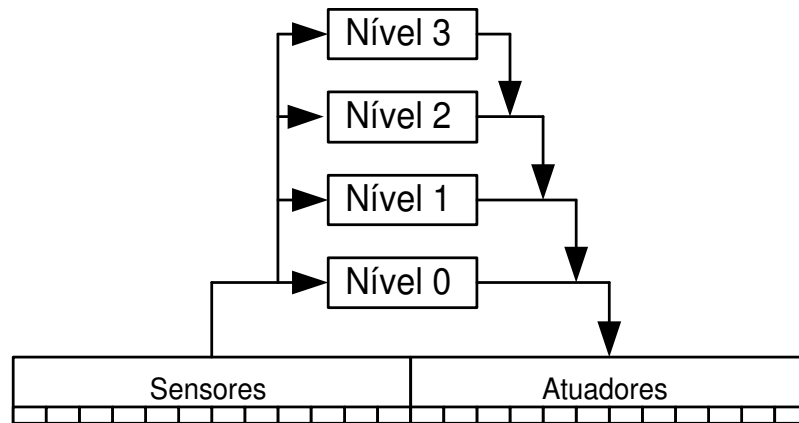 Nível 3
Nível 2
Nível 1
Nível 0
Sensores
Atuadores